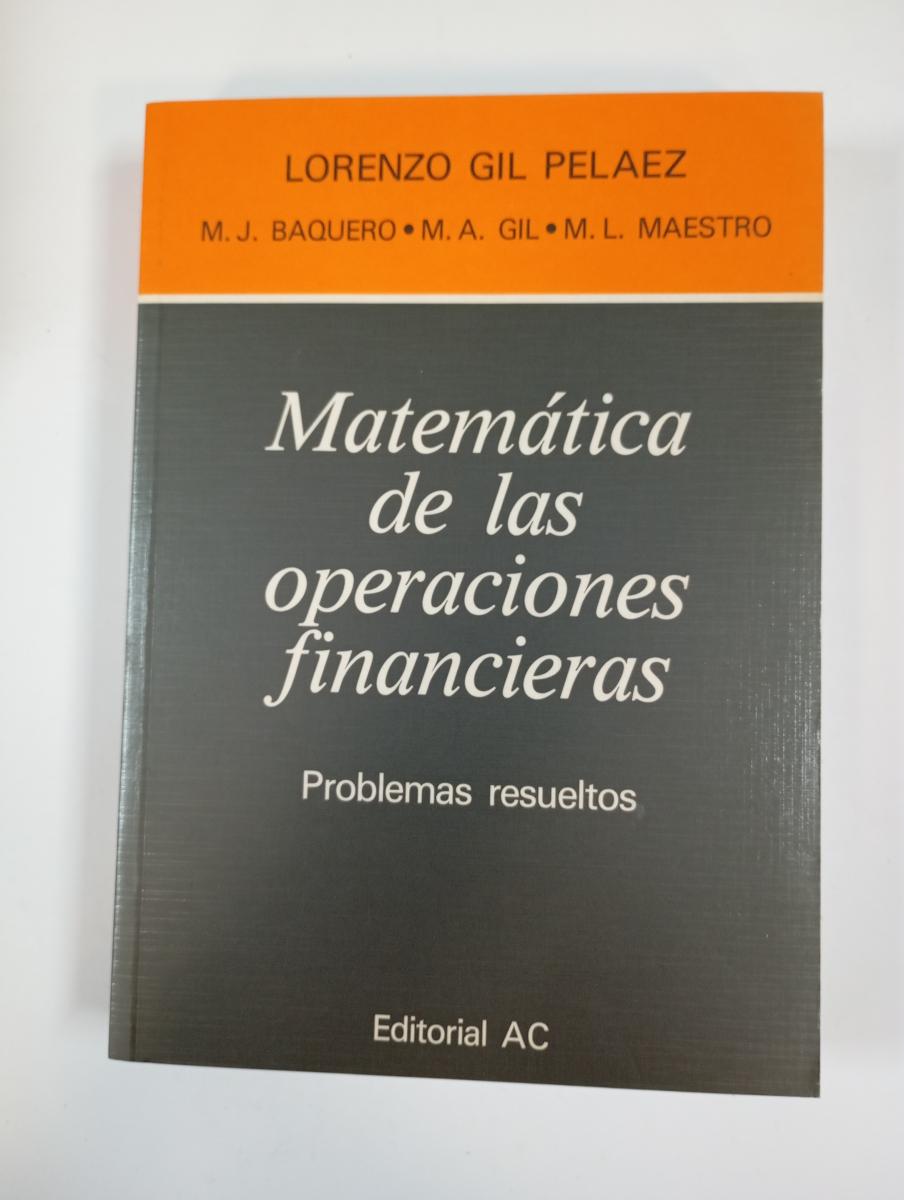 LORENZO GIL PELAEZ
M. J. BAQUERO • M. A. GIL • M. L. MAESTRO
Matemática
de las
operaciones
financieras
Problemas resueltos
Editorial AC